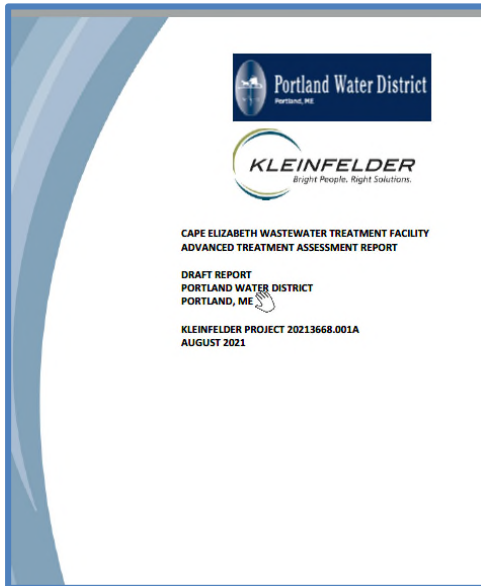 Portland Water District
Portland, ME
KLEINFELDER
Bright People. Right Solutions.
CAPE ELIZABETH WASTEWATER TREATMENT FACILITY
ADVANCED TREATMENT ASSESSMENT REPORT
DRAFT REPORT
PORTLAND WATER DISTRICT
PORTLAND, ME
KLEINFELDER PROJECT 20213668.001A
AUGUST 2021